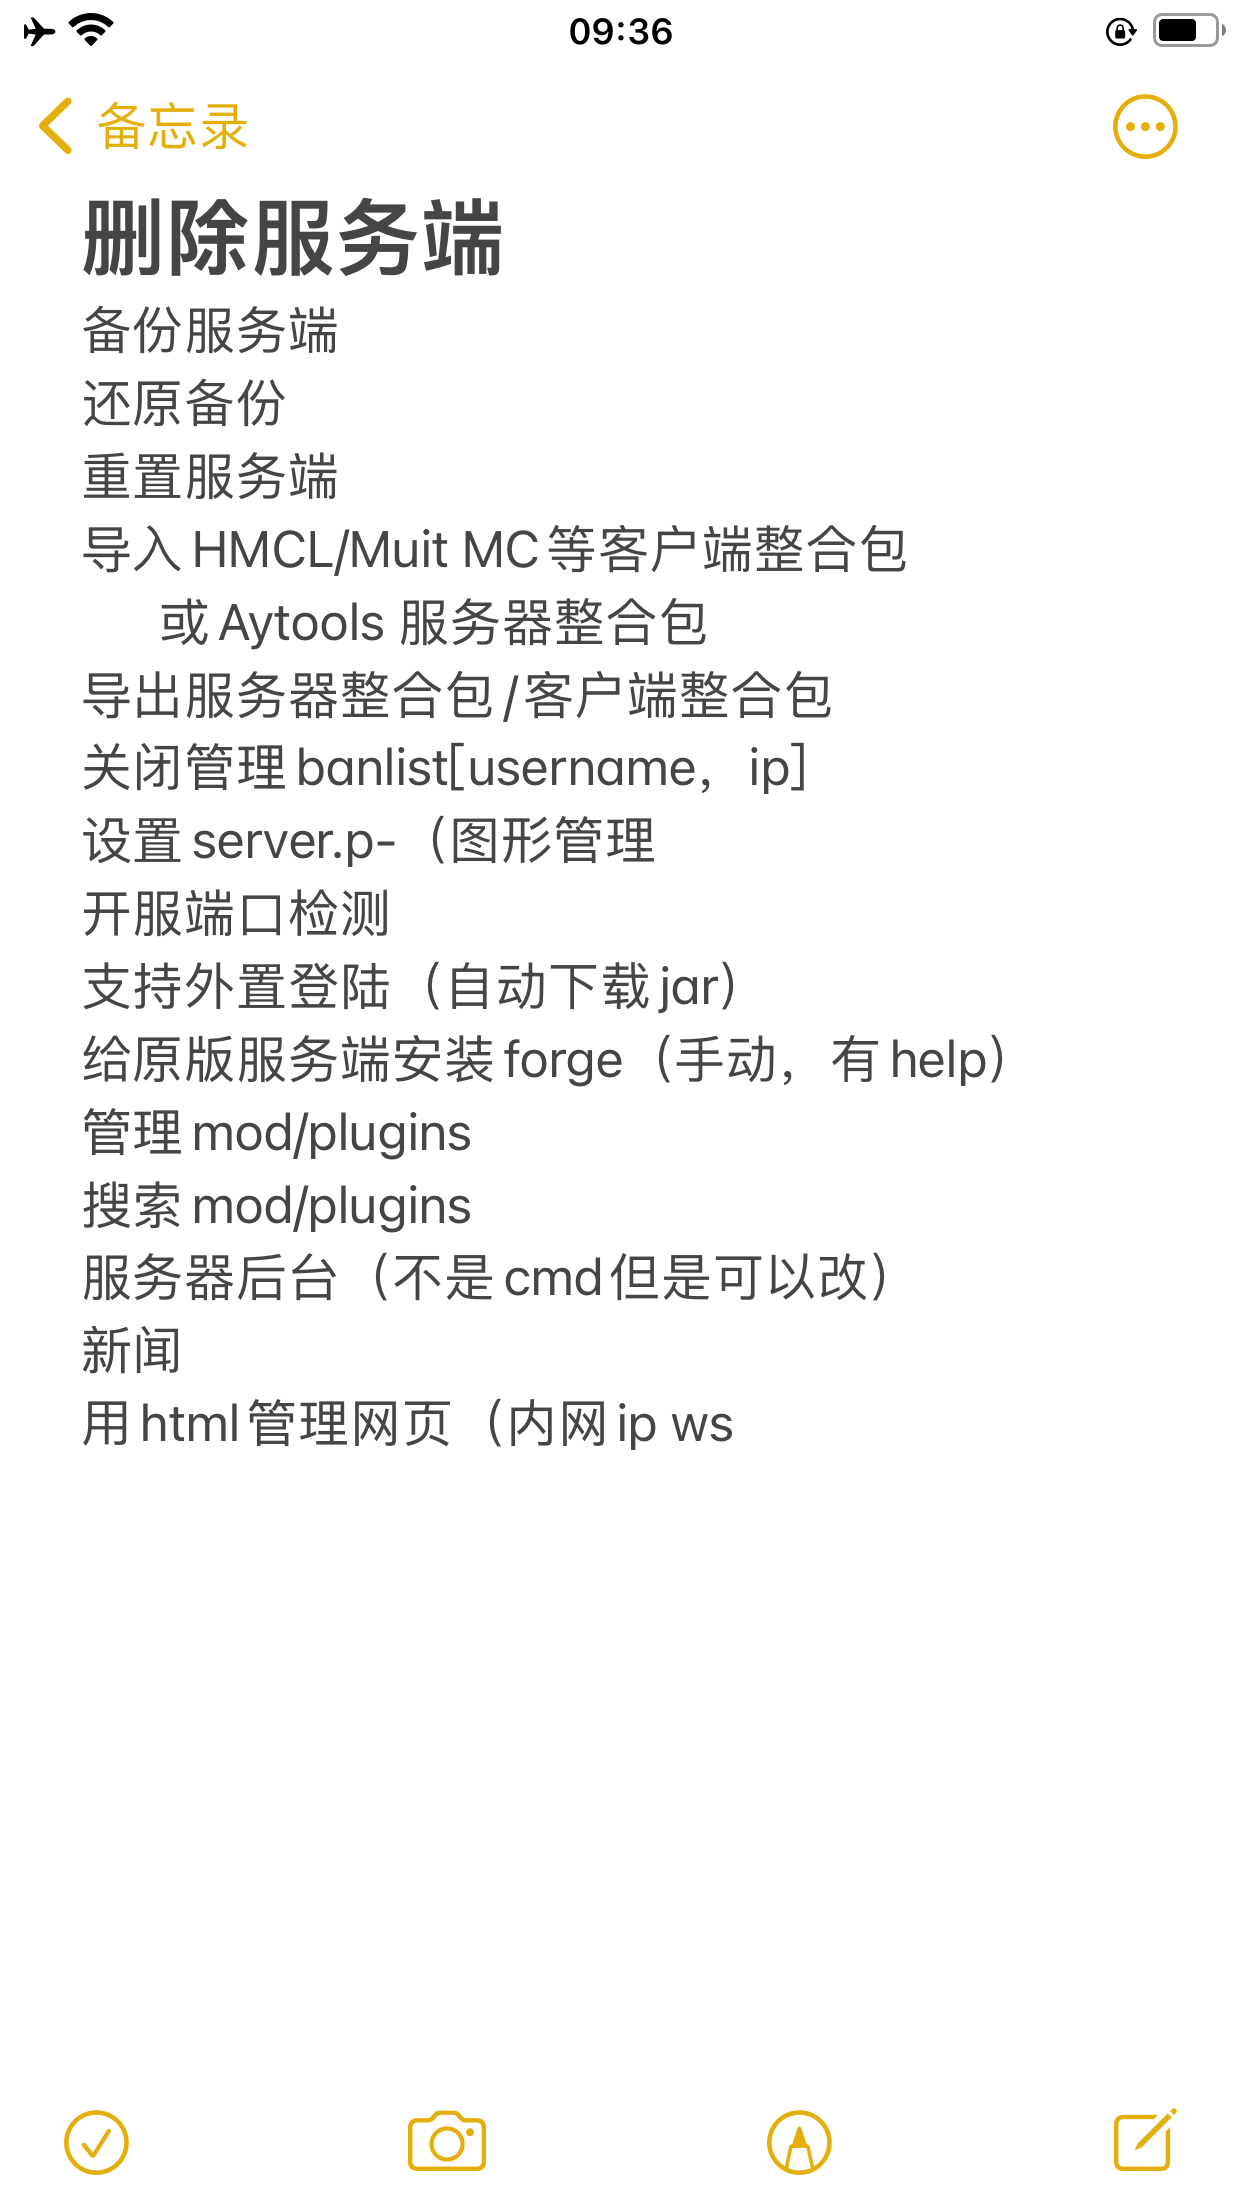 09:36
备忘录
删除服务端
备份服务端
还原备份
重置服务端
导入 HMCL/Muit MC 等客户端整合包
或 Aytools 服务器整合包
导出服务器整合包/客户端整合包
关闭管理 banlist[username，ip]
设置 server.p-（图形管理
开服端口检测
支持外置登陆（自动下载 jar）
给原版服务端安装 forge（手动，有 help）
管理 mod/plugins
搜索 mod/plugins
服务器后台（不是 cmd 但是可以改）
新闻
用 html 管理网页（内网 ip ws